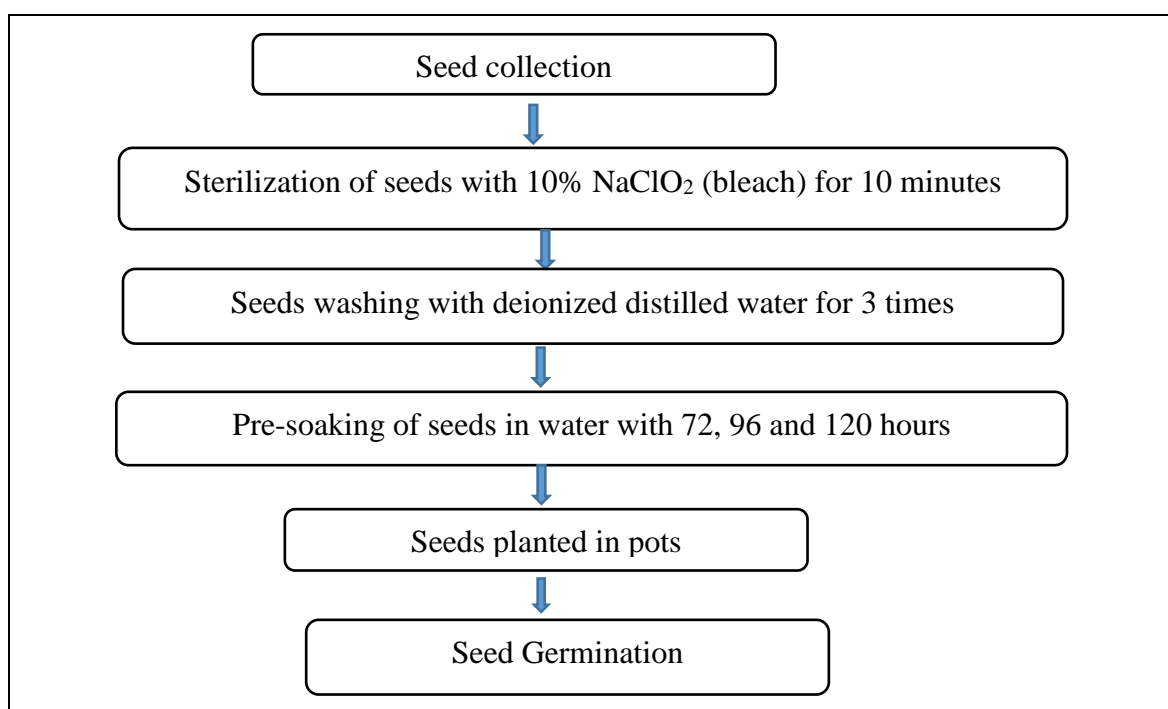 Seed collection
Sterilization of seeds with 10% NaClO₂ (bleach) for 10 minutes
Seeds washing with deionized distilled water for 3 times
Pre-soaking of seeds in water with 72, 96 and 120 hours
Seeds planted in pots
Seed Germination